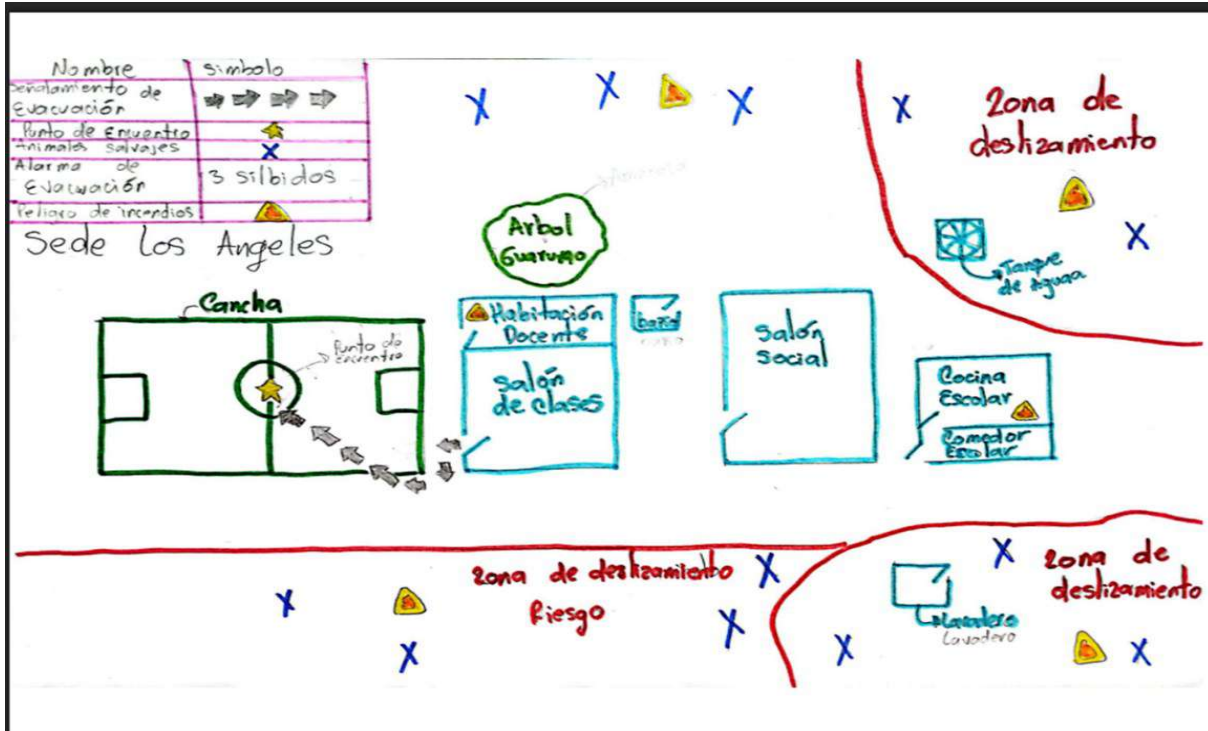 Nombre símbolo
Señalamiento de Evacuación
Punto de Encuentro
Animales salvajes
Alarma de Evacuación 3 silbidos
Peligro de incendios
Sede Los Angeles
Zona de
deslizamiento
Tanque
de Aguaa
Arbol
Guarumo
Cancha
Punto de
encuentro
Habitación
Docente
Salón
de clases
baño
Salón
social
Cocina
Escolar
Comedor
Escolar
Zona de deslizamiento
Riesgo
Zona de
deslizamiento
Lavadero
Lavadero